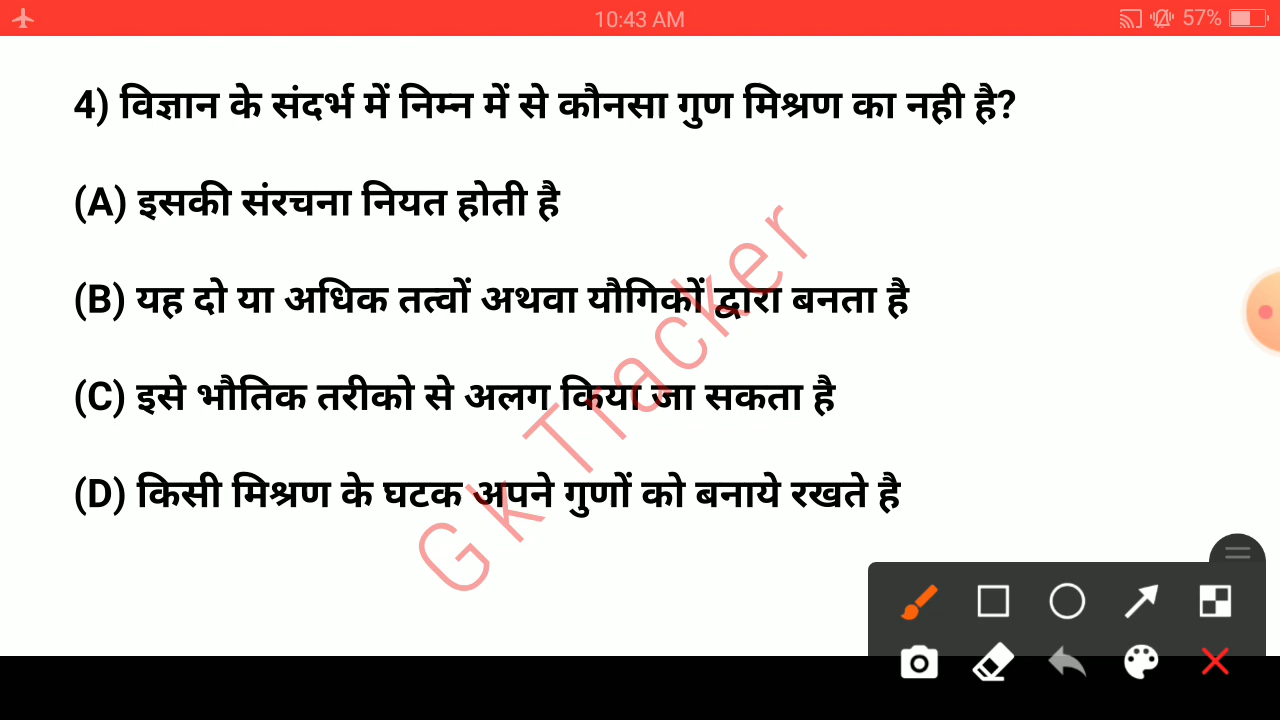 10:43 AM
57%
4) विज्ञान के संदर्भ में निम्न में से कौनसा गुण मिश्रण का नही है?
(A) इसकी संरचना नियत होती है
(B) यह दो या अधिक तत्वों अथवा यौगिकों द्वारा बनता है
(C) इसे भौतिक तरीको से अलग किया जा सकता है
(D) किसी मिश्रण के घटक अपने गुणों को बनाये रखते है
Gk Tracker